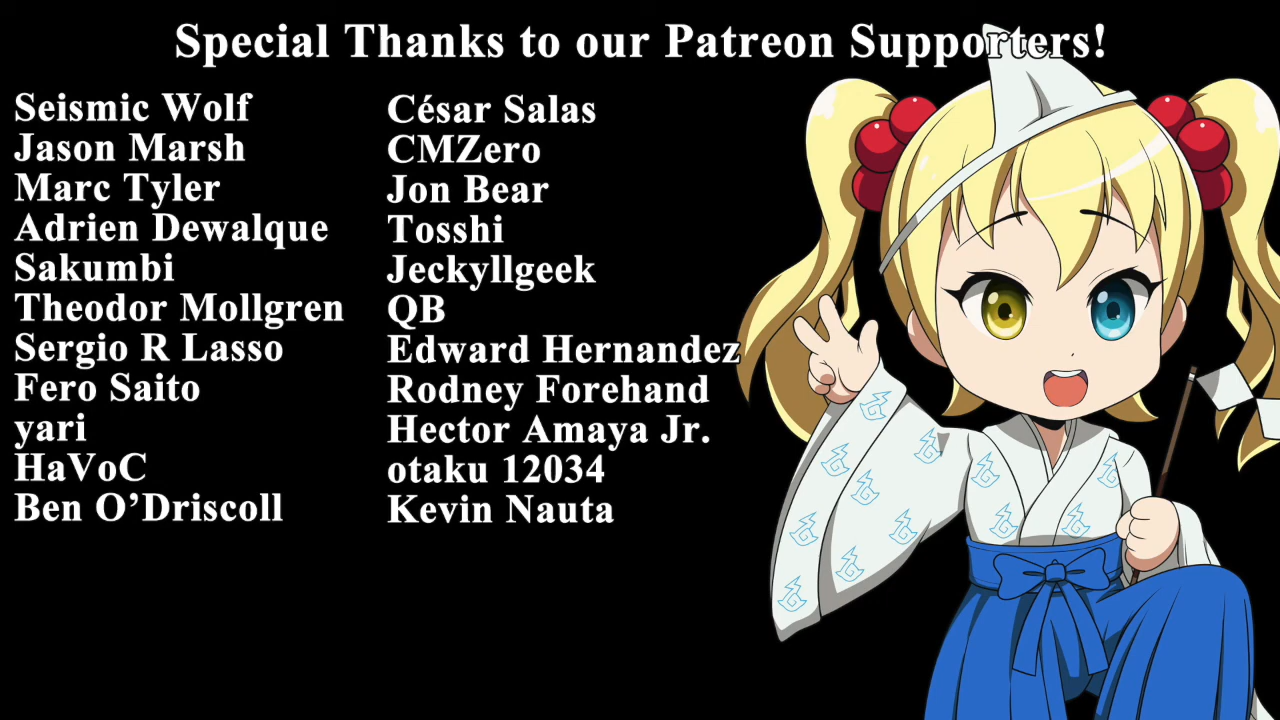 Special Thanks to our Patreon Supporters!
Seismic Wolf
Jason Marsh
Marc Tyler
Adrien Dewalque
Sakumbi
Theodor Mollgren
Sergio R Lasso
Fero Saito
yari
HaVoC
Ben O’Driscoll
César Salas
CMZero
Jon Bear
Tosshi
Jeckyllgeek
QB
Edward Hernandez
Rodney Forehand
Hector Amaya Jr.
otaku 12034
Kevin Nauta